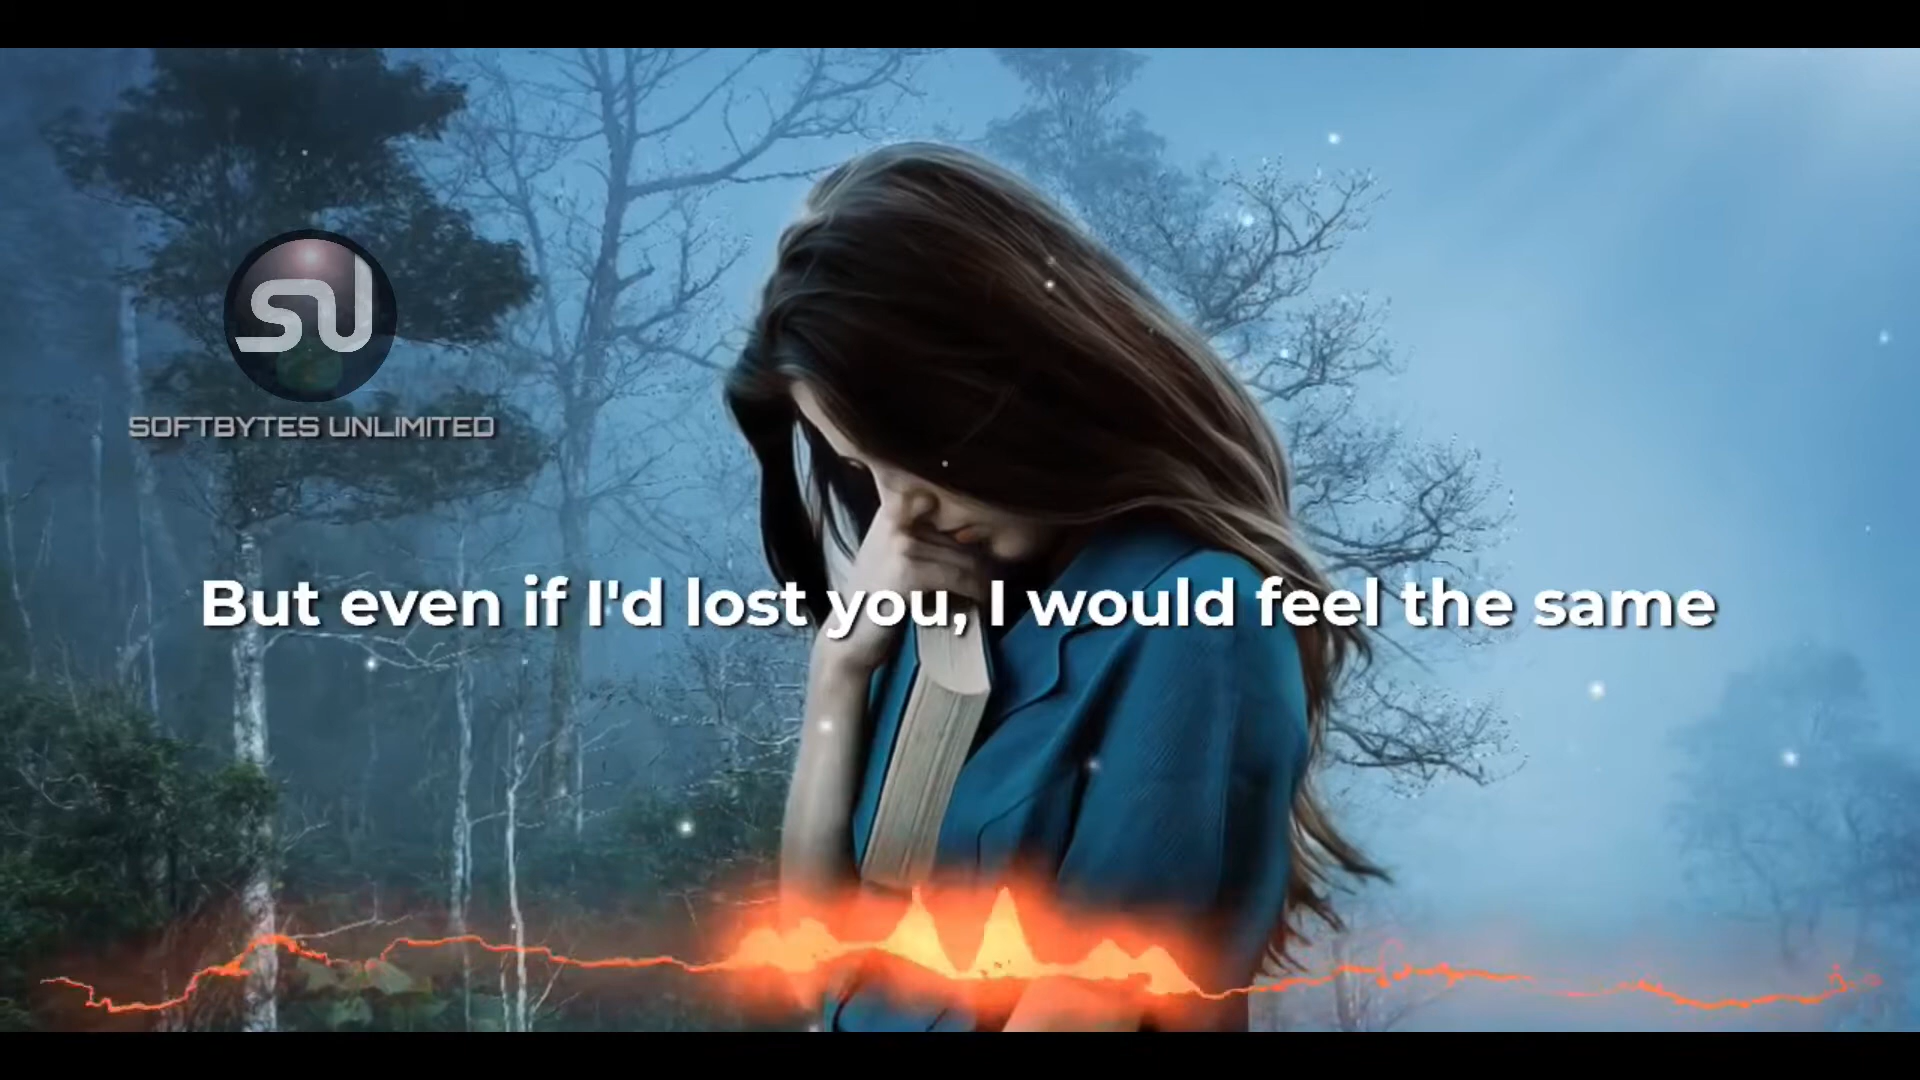 SU
SOFTBYTES UNLIMITED
But even if I'd lost you, I would feel the same